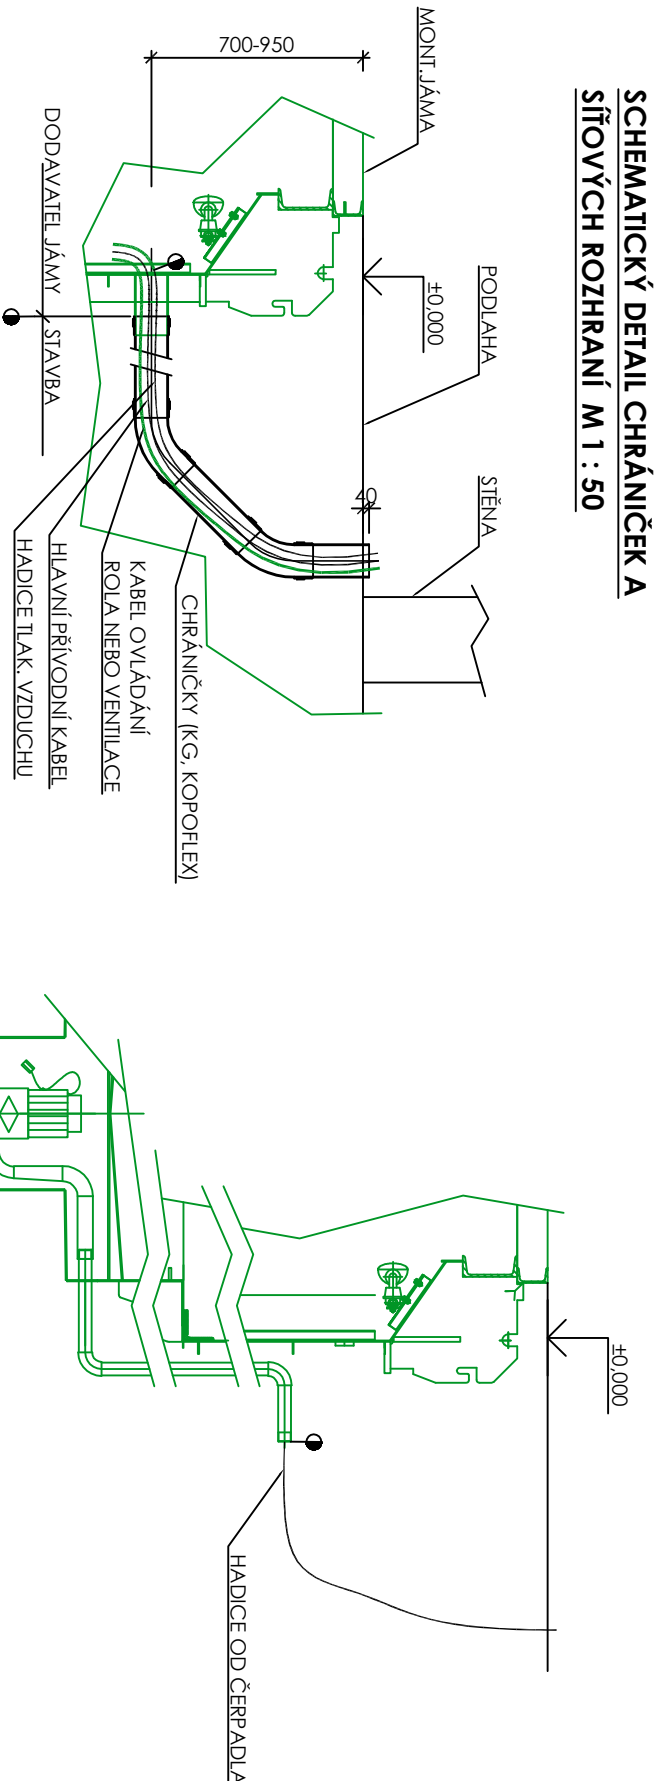 SCHEMATICKÝ DETAIL CHRÁNIČEK A
SÍŤOVÝCH ROZHRANÍ M 1 : 50
MONT.JÁMA
700-950
±0,000
PODLAHA
STĚNA
40
DODAVATEL JÁMY
STAVBA
CHRÁNIČKY (KG, KOPOFLEX)
KABEL OVLÁDÁNÍ
ROLA NEBO VENTILACE
HLAVNÍ PŘÍVODNÍ KABEL
HADICE TLAK. VZDUCHU
±0,000
HADICE OD ČERPADLA